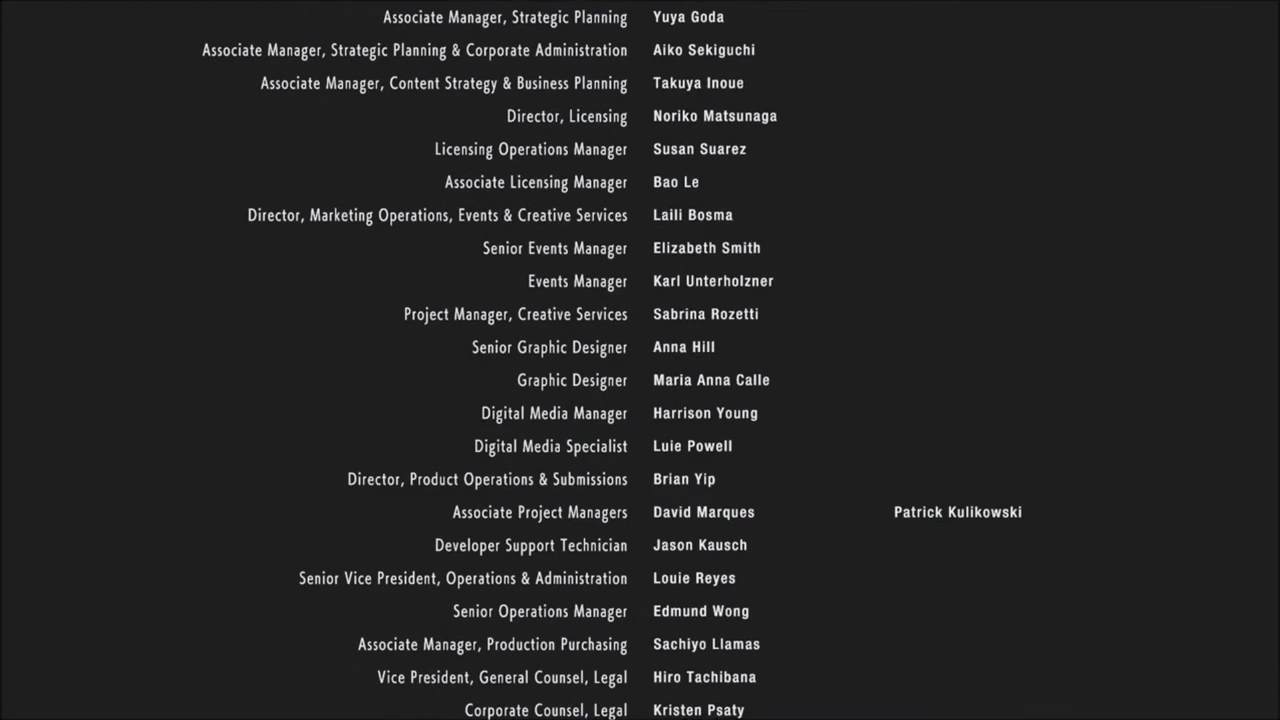 Associate Manager, Strategic Planning Yuya Goda
Associate Manager, Strategic Planning & Corporate Administration Aiko Sekiguchi
Associate Manager, Content Strategy & Business Planning Takuya Inoue
Director, Licensing Noriko Matsunaga
Licensing Operations Manager Susan Suarez
Associate Licensing Manager Bao Le
Director, Marketing Operations, Events & Creative Services Laili Bosma
Senior Events Manager Elizabeth Smith
Events Manager Karl Unterholzner
Project Manager, Creative Services Sabrina Rozetti
Senior Graphic Designer Anna Hill
Graphic Designer Maria Anna Calle
Digital Media Manager Harrison Young
Digital Media Specialist Luie Powell
Director, Product Operations & Submissions Brian Yip
Associate Project Managers David Marques Patrick Kulikowski
Developer Support Technician Jason Kausch
Senior Vice President, Operations & Administration Louie Reyes
Senior Operations Manager Edmund Wong
Associate Manager, Production Purchasing Sachiyo Llamas
Vice President, General Counsel, Legal Hiro Tachibana
Corporate Counsel, Legal Kristen Psaty